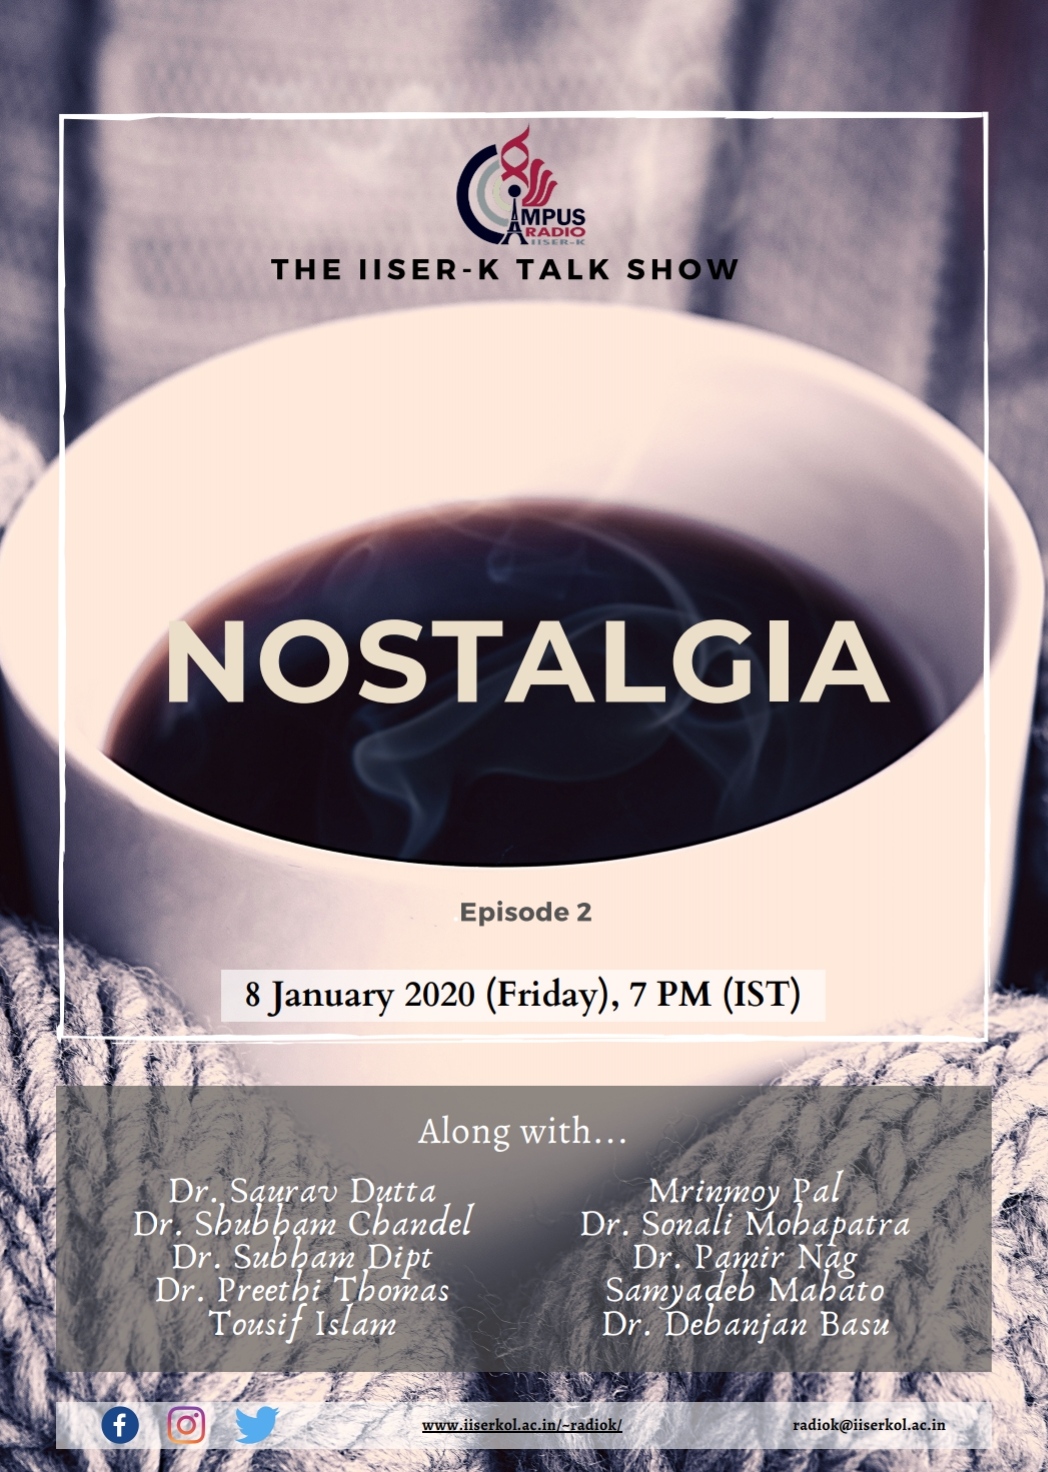 CAMPUS
RADIO
IISER-K
THE IISER-K TALK SHOW
NOSTALGIA
Episode 2
8 January 2020 (Friday), 7 PM (IST)
Along with...
Dr. Saurav Dutta
Dr. Shubham Chandel
Dr. Subham Dipt
Dr. Preethi Thomas
Tousif Islam
Mrinmoy Pal
Dr. Sonali Mohapatra
Dr. Pamir Nag
Samyadeb Mahato
Dr. Debanjan Basu
www.iiserkol.ac.in/~radiok/
radiok@iiserkol.ac.in